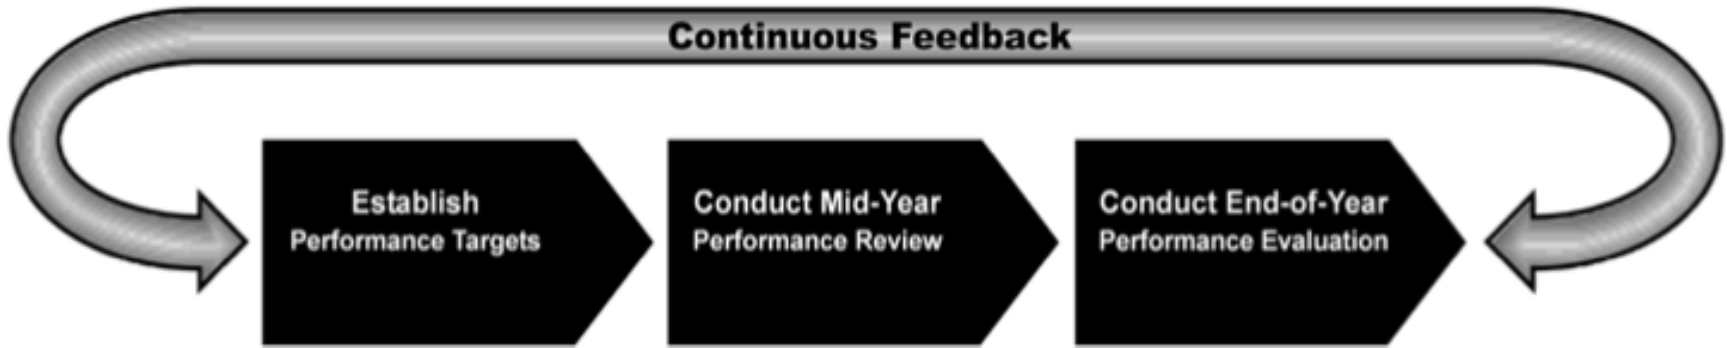 Continuous Feedback
Establish
Performance Targets
Conduct Mid-Year
Performance Review
Conduct End-of-Year
Performance Evaluation